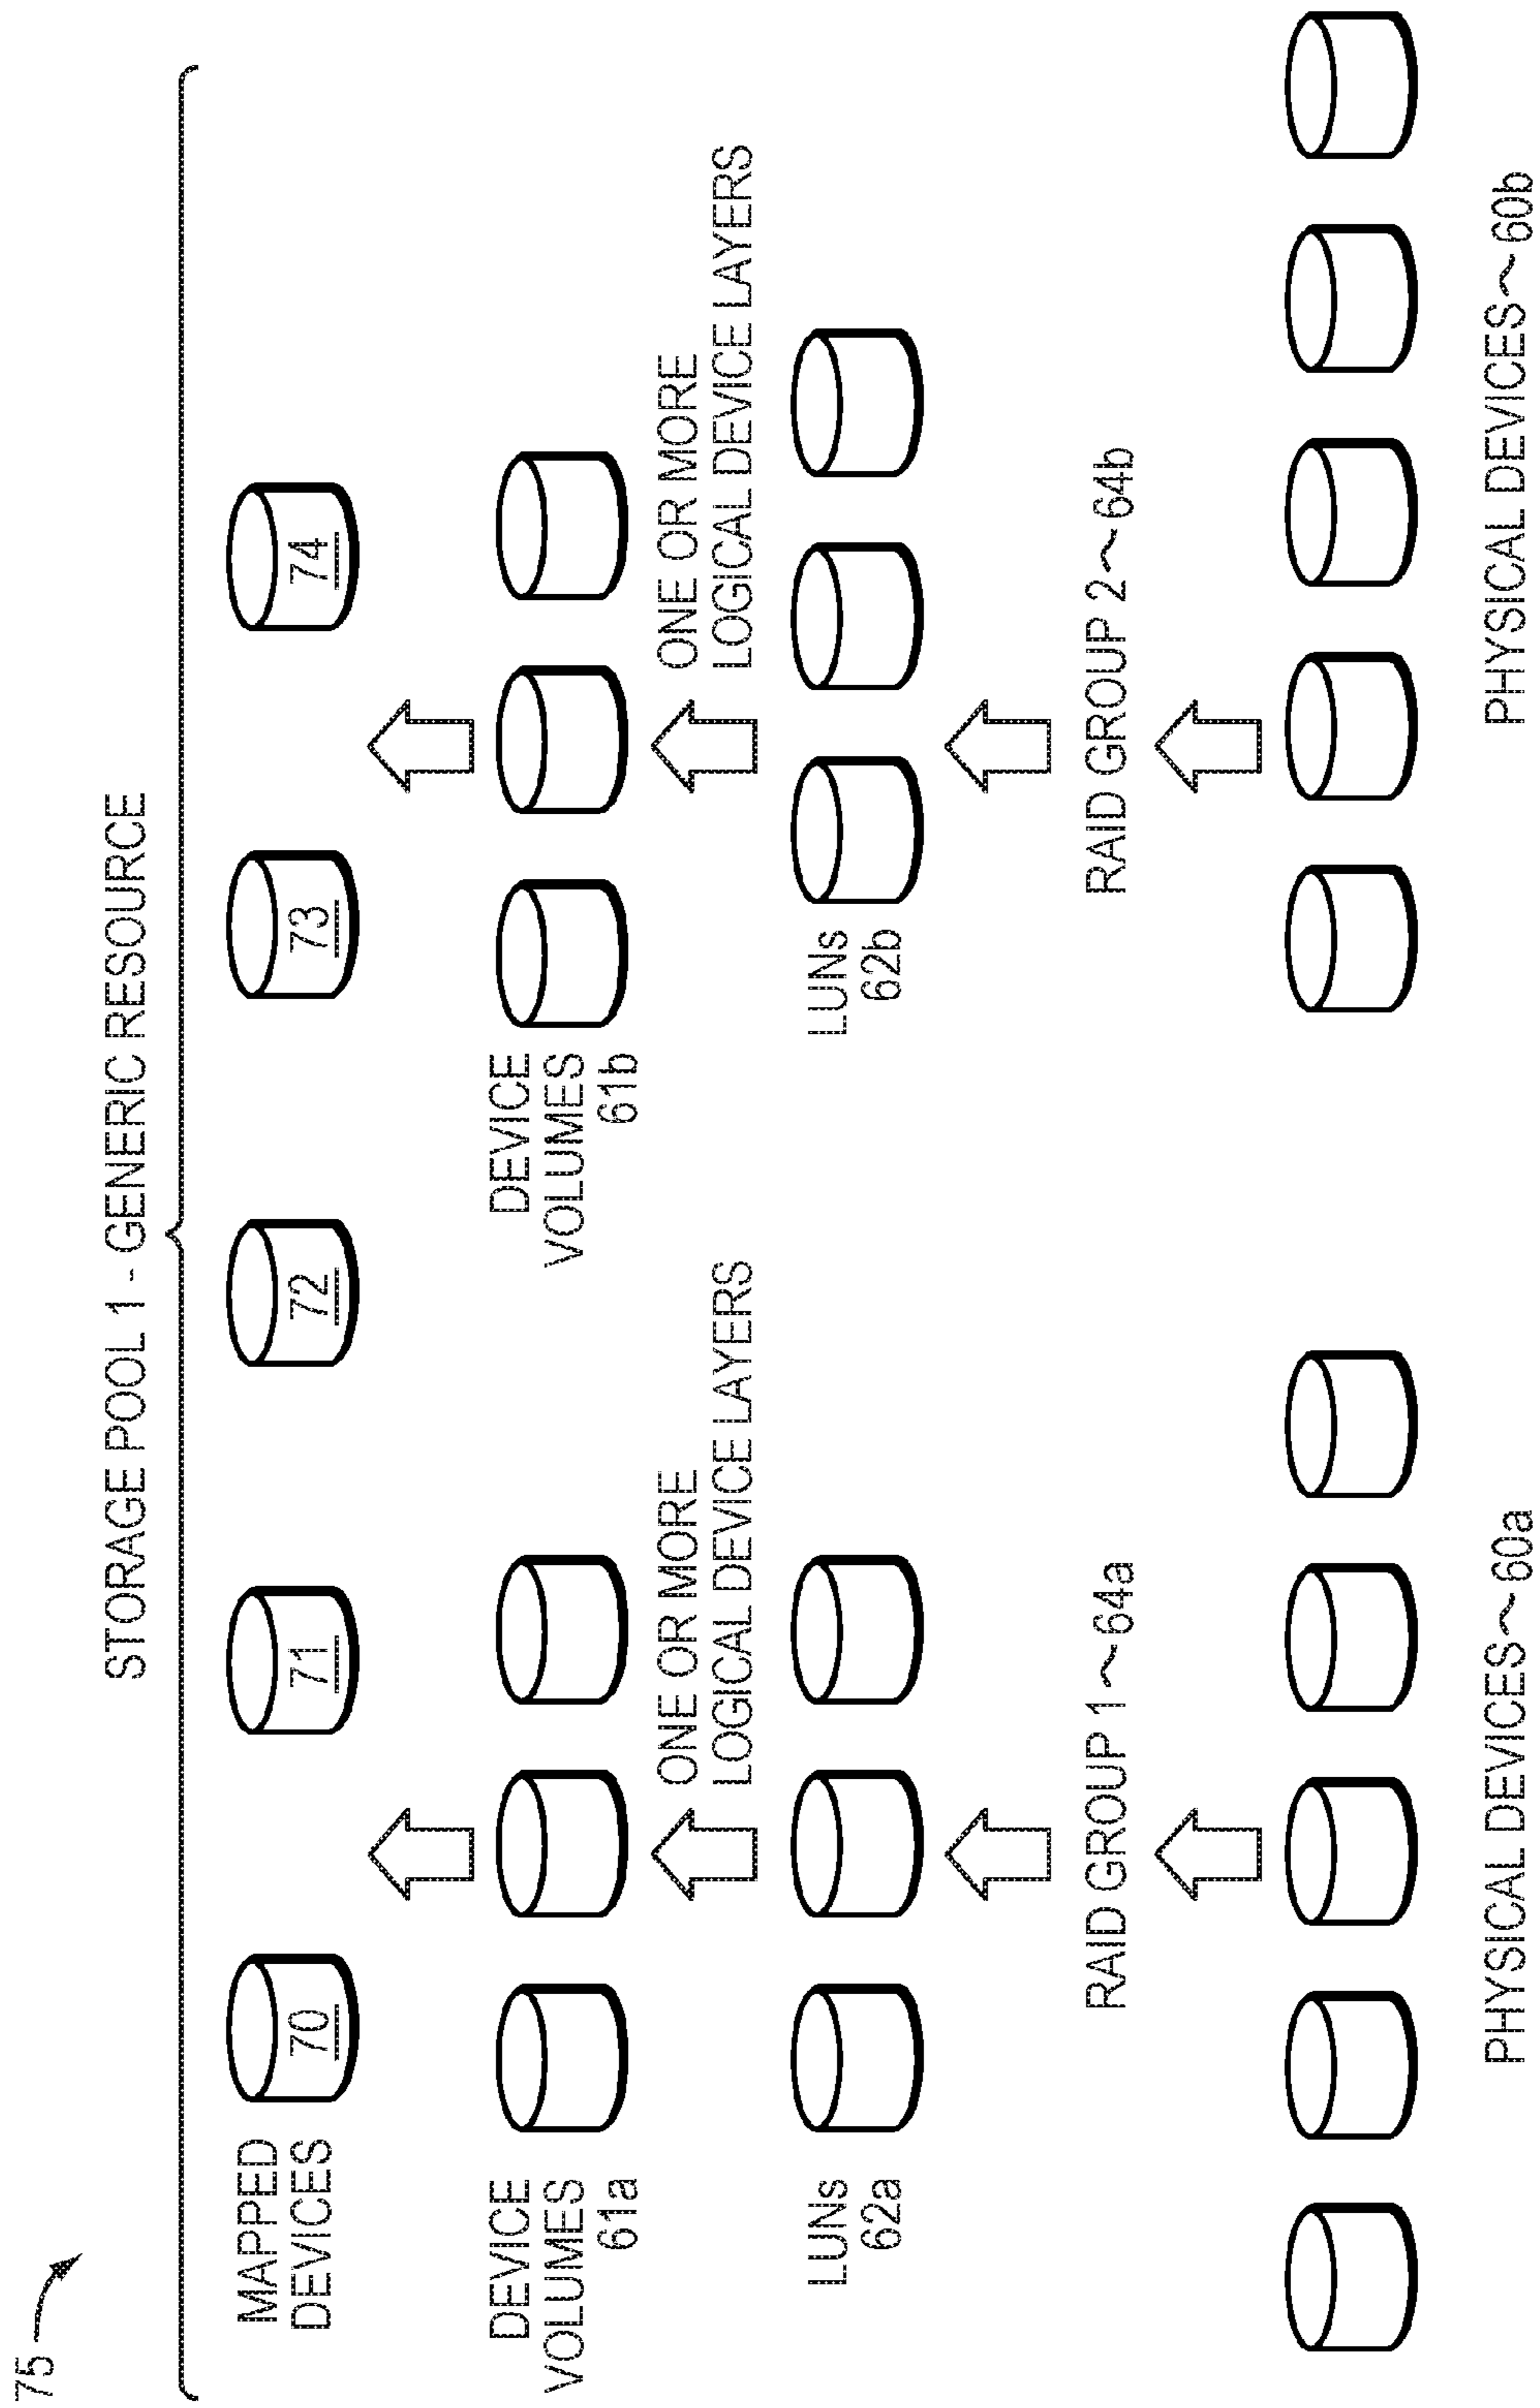 75
STORAGE POOL 1 - GENERIC RESOURCE
MAPPED
DEVICES
70
71
72
73
74
DEVICE
VOLUMES
61a
DEVICE
VOLUMES
61b
ONE OR MORE
LOGICAL DEVICE LAYERS
ONE OR MORE
LOGICAL DEVICE LAYERS
LUNs
62a
LUNs
62b
RAID GROUP 1~64a
RAID GROUP 2~64b
PHYSICAL DEVICES~60a
PHYSICAL DEVICES~60b